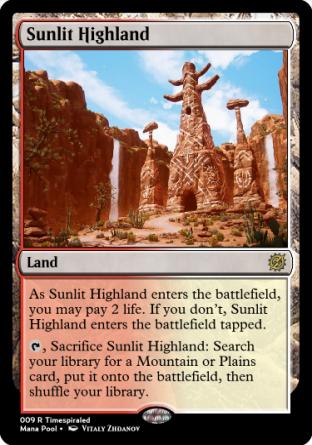 Sunlit Highland
Land
As Sunlit Highland enters the battlefield,
you may pay 2 life. If you don't, Sunlit
Highland enters the battlefield tapped.
, Sacrifice Sunlit Highland: Search
your library for a Mountain or Plains
card, put it onto the battlefield, then
shuffle your library.
009 R Timespiraled
Mana Pool • Vitaly Zhdanov